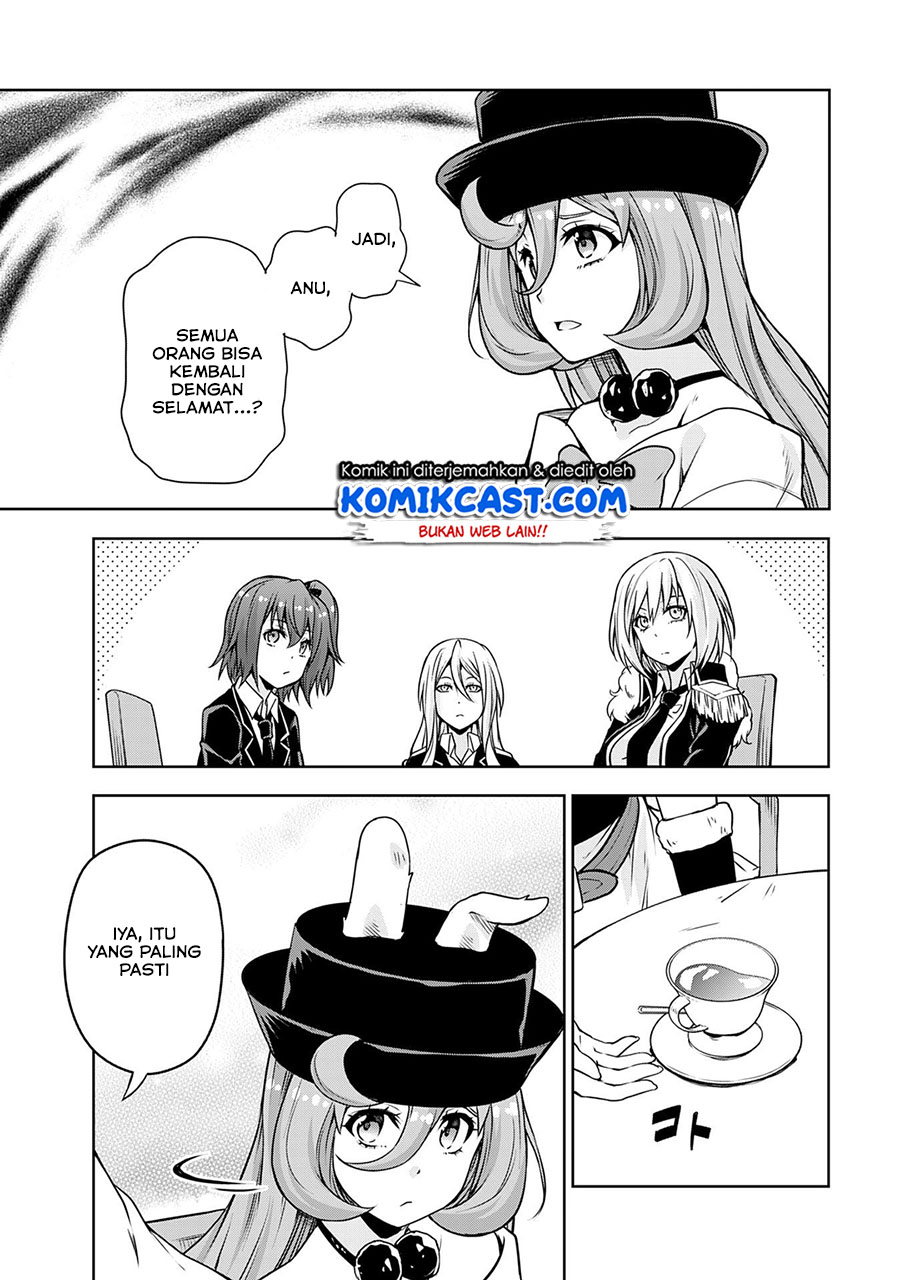 JADI,
ANU,
SEMUA
ORANG BISA
KEMBALI
DENGAN
SELAMAT...?
Komik ini diterjemahkan & diedit oleh
KOMIKCAST.COM
BUKAN WEB LAIN!!
コト
IYA, ITU
YANG PALING
PASTI